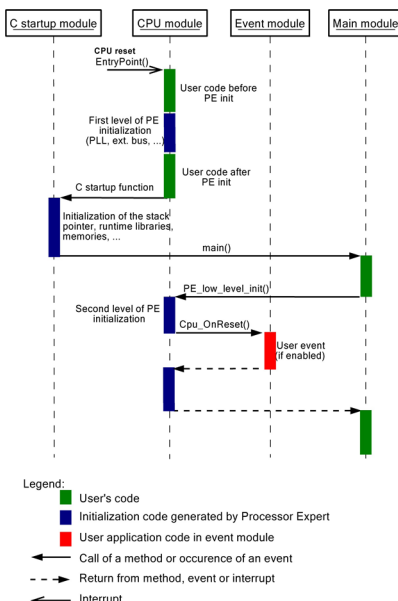 C startup module
CPU module
Event module
Main module
CPU reset
EntryPoint()
User code before
PE init
First level of PE
initialization
(PLL, ext. bus, ...)
User code after
PE init
C startup function
Initialization of the stack
pointer, runtime libraries,
memories, ...
main()
PE_low_level_init()
Second level of PE
initialization
Cpu_OnReset()
User event
(if enabled)
Legend:
User's code
Initialization code generated by Processor Expert
User application code in event module
Call of a method or occurence of an event
Return from method, event or interrupt
Interrupt